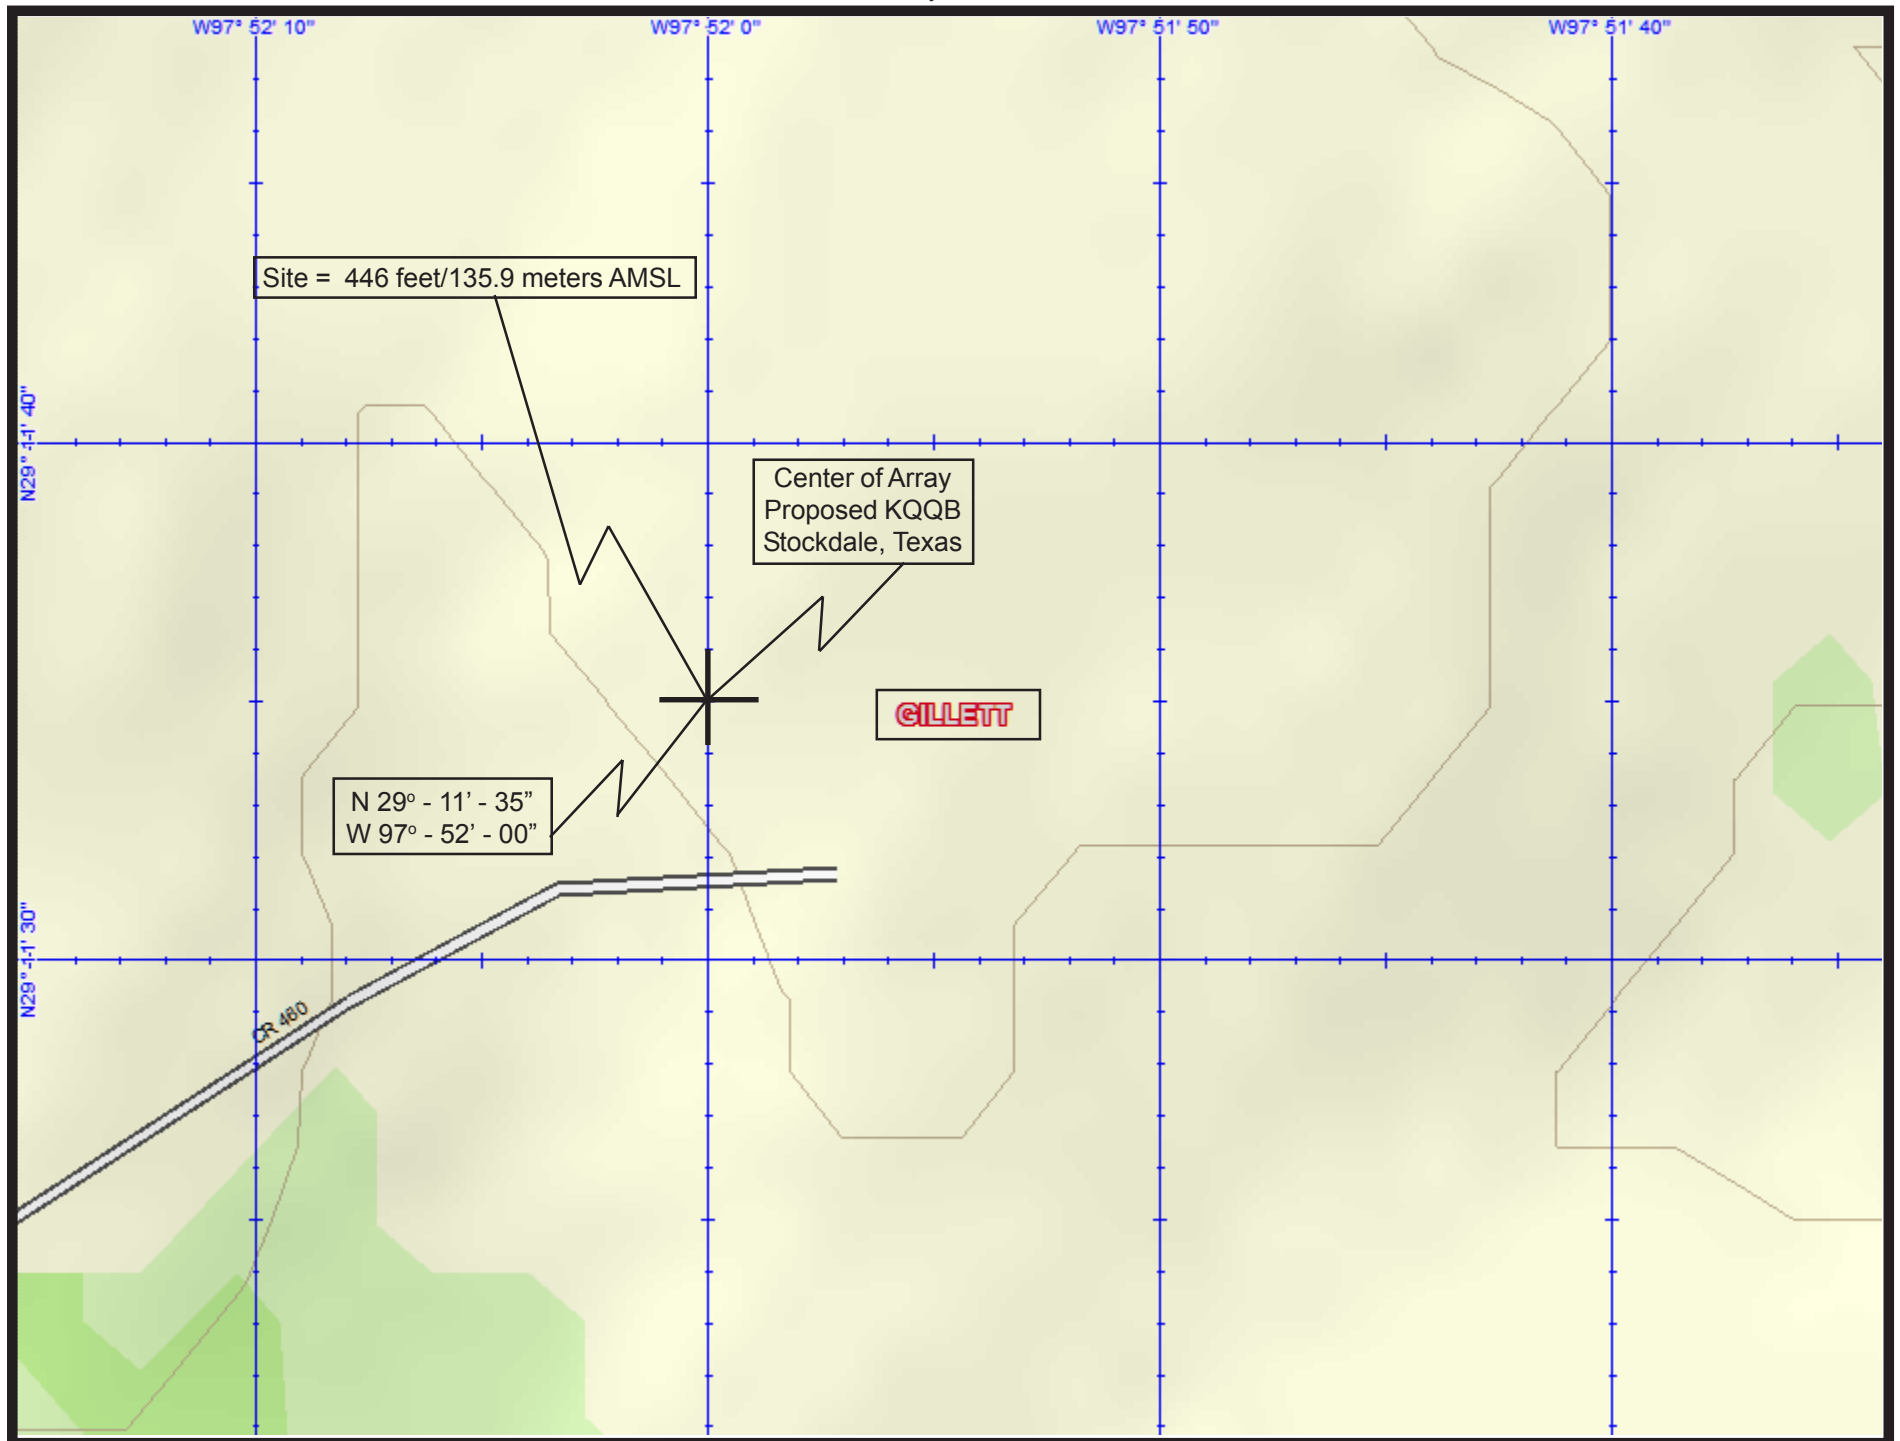 W97° 52' 10"
W97° 52' 0"
W97° 51' 50"
W97° 51' 40"
Site = 446 feet/135.9 meters AMSL
N29° 11' 40"
Center of Array
Proposed KQQB
Stockdale, Texas
GILLETT
N 29º - 11’ - 35”
W 97º - 52’ - 00”
N29° 11' 30"
CR 460